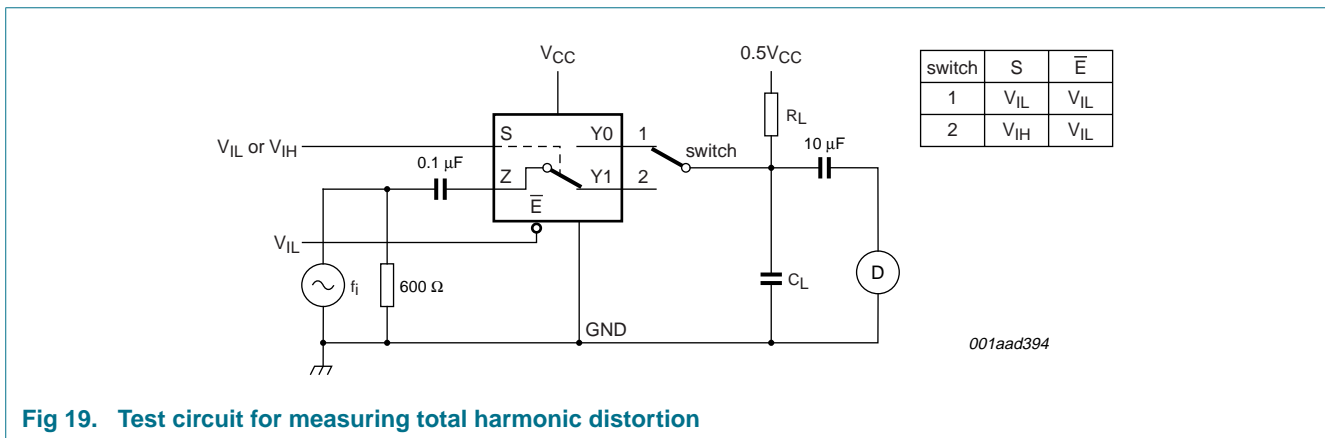 V_CC
0.5V_CC
switch S E̅
1 V_IL V_IL
2 V_IH V_IL
R_L
10 μF
S
Y0
1
switch
V_IL or V_IH
0.1 μF
Z
Y1
2
E̅
V_IL
f_i
600 Ω
C_L
D
GND
001aad394
Fig 19. Test circuit for measuring total harmonic distortion